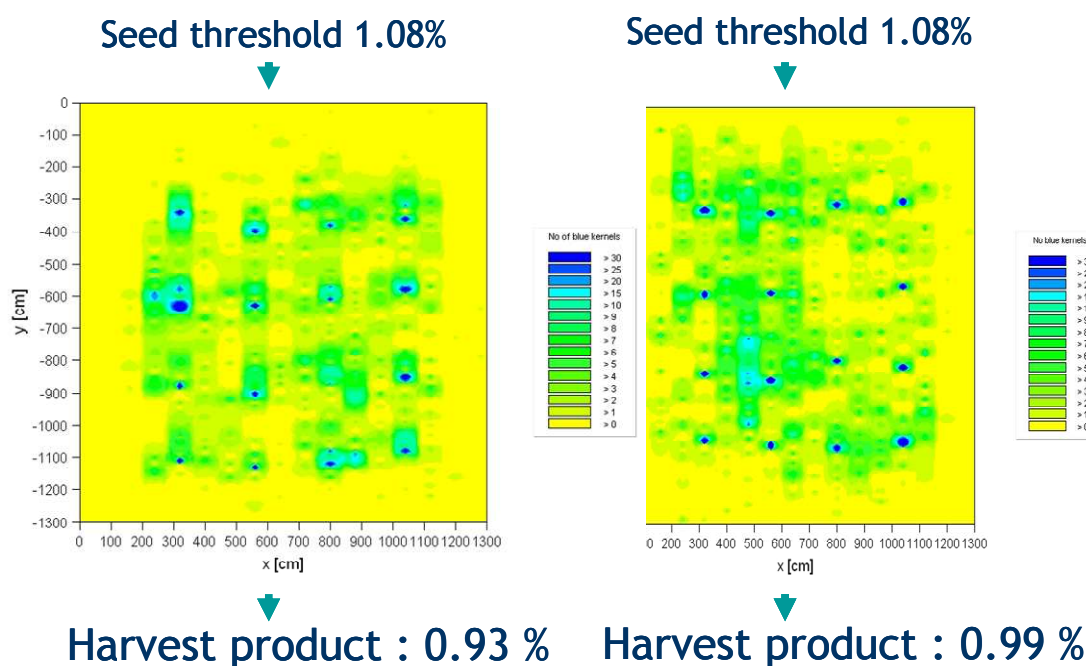 Seed threshold 1.08%
Seed threshold 1.08%
0
-100
-200
-300
-400
-500
-600
-700
-800
-900
-1000
-1100
-1200
-1300
y [cm]
0 100 200 300 400 500 600 700 800 900 1000 1100 1200 1300
x [cm]
No of blue kernels
> 30
> 25
> 20
> 15
> 10
> 9
> 8
> 7
> 6
> 5
> 4
> 3
> 2
> 1
> 0
0 200 300 400 500 600 700 800 900 1000 1100 1200 1300
x [cm]
No blue kernels
Harvest product : 0.93 %
Harvest product : 0.99 %